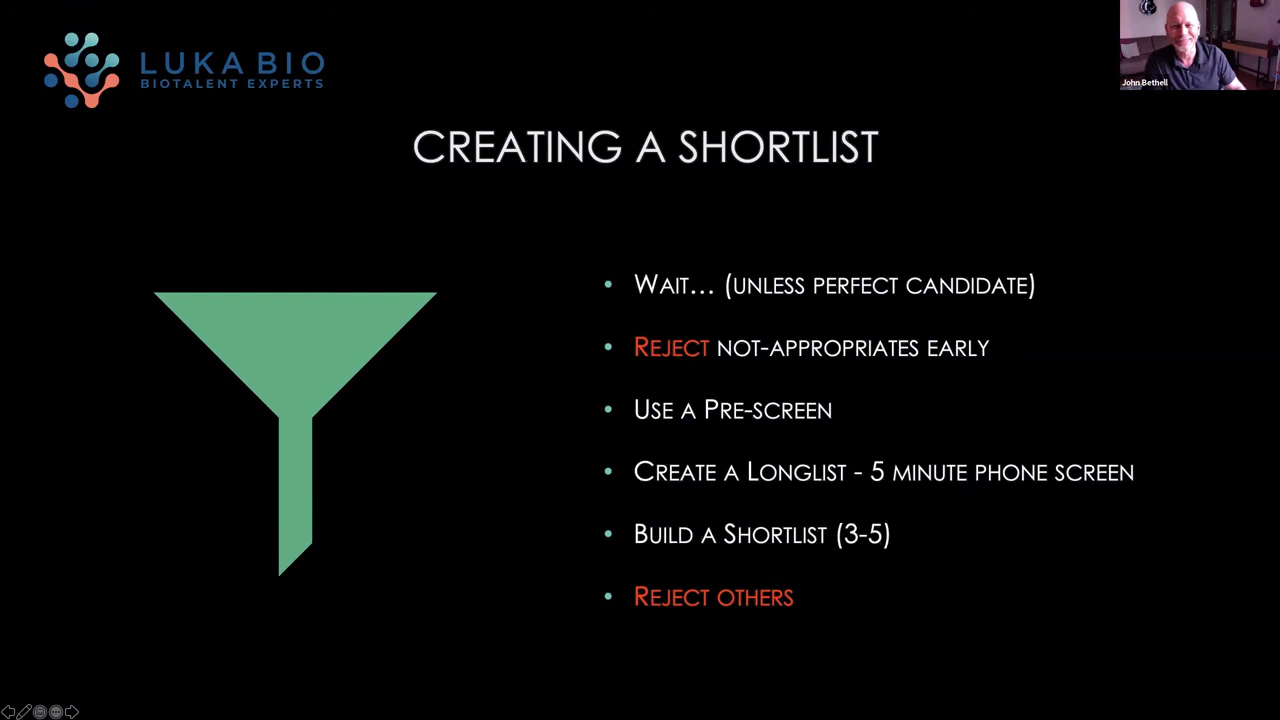 LUKA BIO
BIOTALENT EXPERTS
John Bethell
CREATING A SHORTLIST
• WAIT... (UNLESS PERFECT CANDIDATE)
• REJECT NOT-APPROPRIATES EARLY
• USE A PRE-SCREEN
• CREATE A LONGLIST - 5 MINUTE PHONE SCREEN
• BUILD A SHORTLIST (3-5)
• REJECT OTHERS